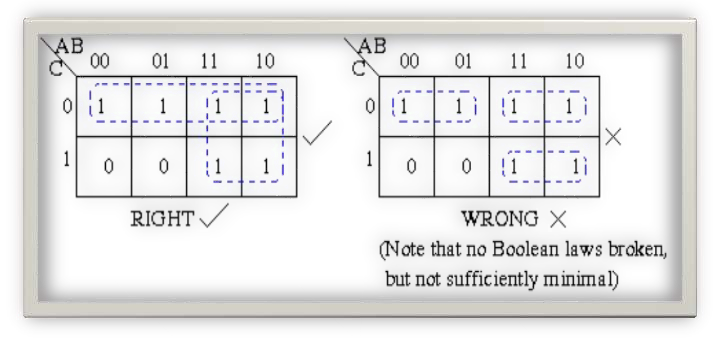 AB
C
00 01 11 10
0 1 1 1 1
1 0 0 1 1
RIGHT
AB
C
00 01 11 10
0 1 1 1 1
1 0 0 1 1
WRONG
(Note that no Boolean laws broken,
but not sufficiently minimal)